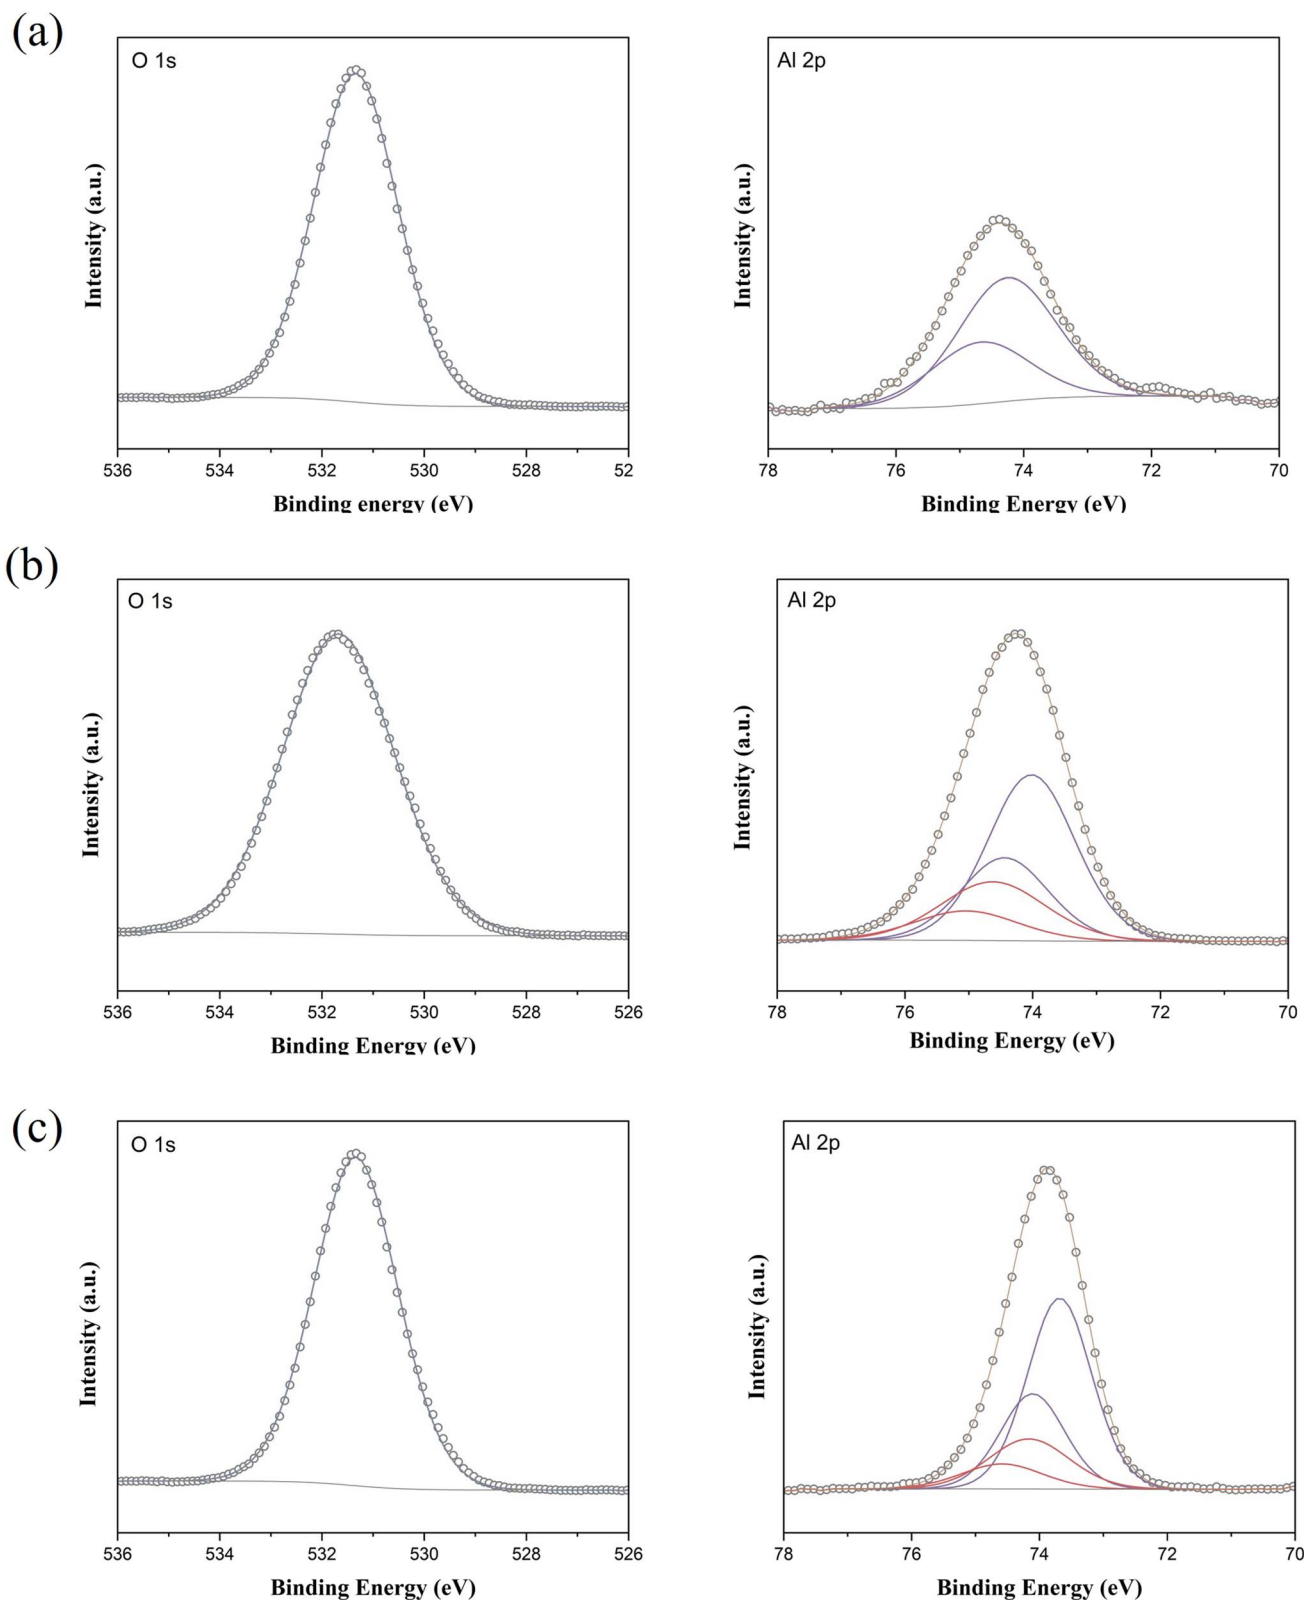 (a)
O 1s
Intensity (a.u.)
536 534 532 530 528 52
Binding energy (eV)
Al 2p
Intensity (a.u.)
78 76 74 72 70
Binding Energy (eV)
(b)
O 1s
Intensity (a.u.)
536 534 532 530 528 526
Binding Energy (eV)
Al 2p
Intensity (a.u.)
78 76 74 72 70
Binding Energy (eV)
(c)
O 1s
Intensity (a.u.)
536 534 532 530 528 526
Binding Energy (eV)
Al 2p
Intensity (a.u.)
78 76 74 72 70
Binding Energy (eV)